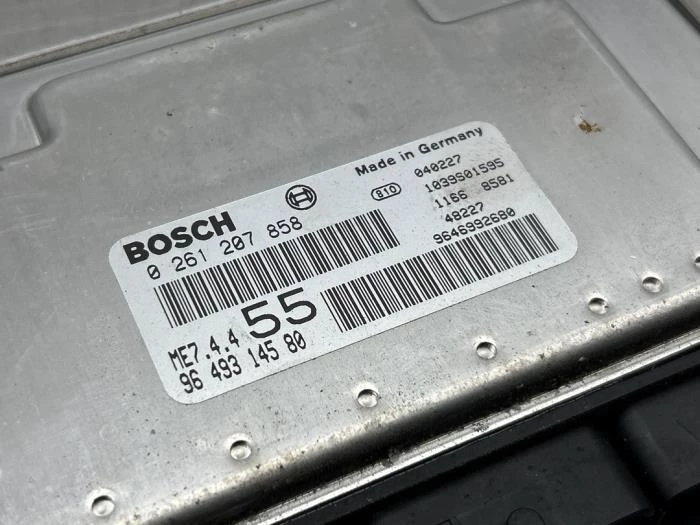 BOSCH
0 261 207 858
55
ME7.4.4
96 493 145 80
Made in Germany
810
040227
1039S01595
1166 8581
48227
9646992680